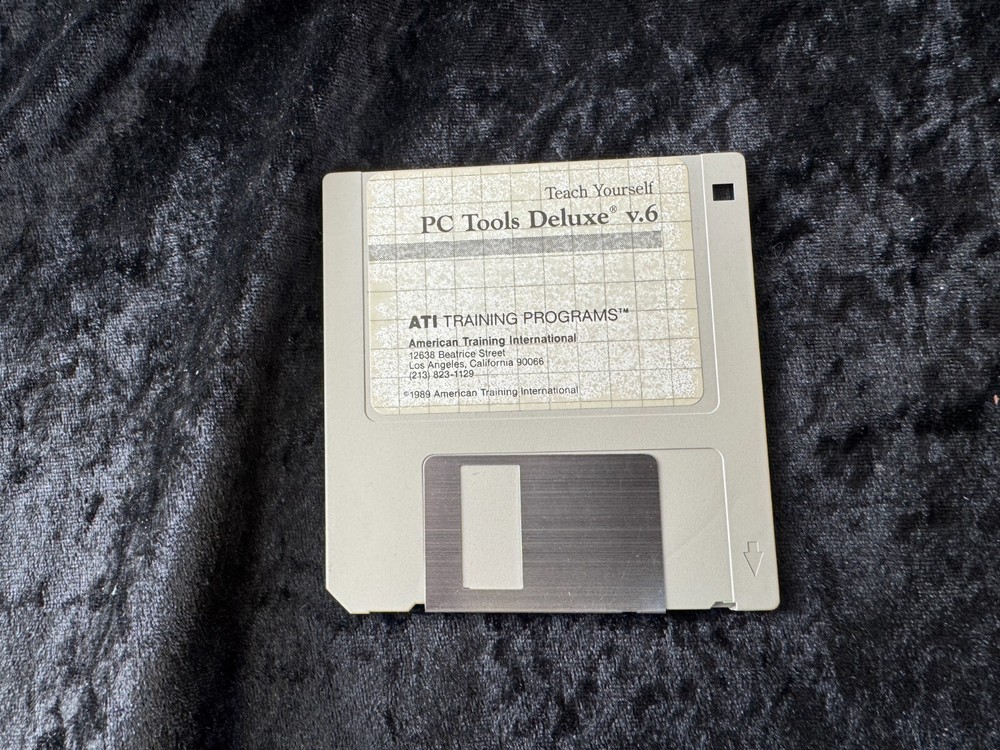 Teach Yourself
PC Tools Deluxe® v.6
ATI TRAINING PROGRAMS™
American Training International
12638 Beatrice Street
Los Angeles, California 90066
(213) 823-1129
©1989 American Training International